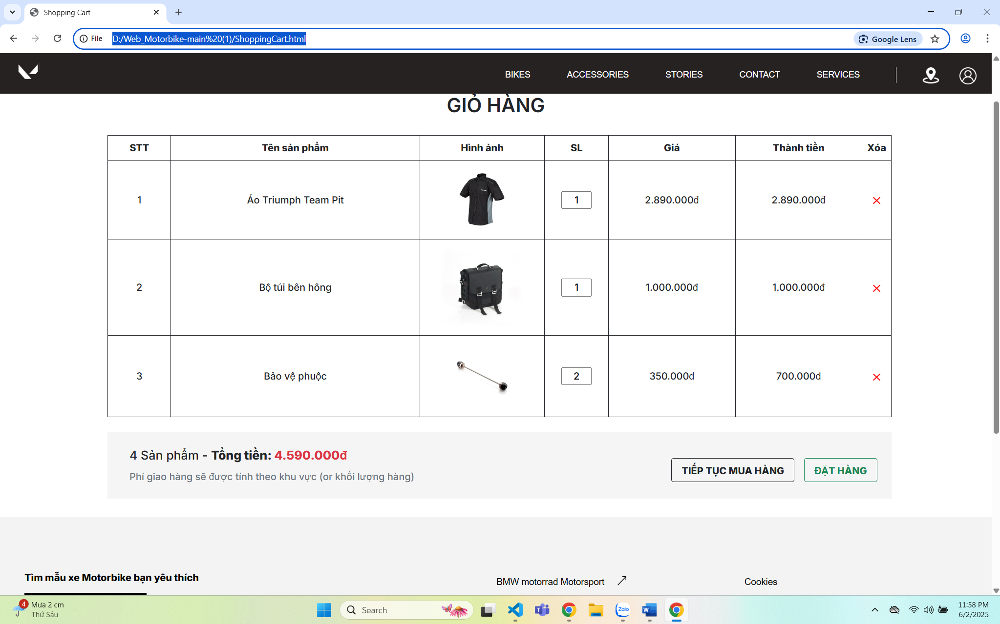 Shopping Cart
File
D:/Web_Motorbike-main%20(1)/ShoppingCart.html
Google Lens
BIKES
ACCESSORIES
STORIES
CONTACT
SERVICES
GIỎ HÀNG
STT Tên sản phẩm Hình ảnh SL Giá Thành tiền Xóa
1 Áo Triumph Team Pit 1 2.890.000đ 2.890.000đ
2 Bộ túi bên hông 1 1.000.000đ 1.000.000đ
3 Bảo vệ phuộc 2 350.000đ 700.000đ
4 Sản phẩm - Tổng tiền: 4.590.000đ
Phí giao hàng sẽ được tính theo khu vực (or khối lượng hàng)
TIẾP TỤC MUA HÀNG
ĐẶT HÀNG
Tìm mẫu xe Motorbike bạn yêu thích
BMW motorrad Motorsport
Cookies
4
Mưa 2 cm
Thứ Sáu
Search
Zalo
11:58 PM
6/2/2025